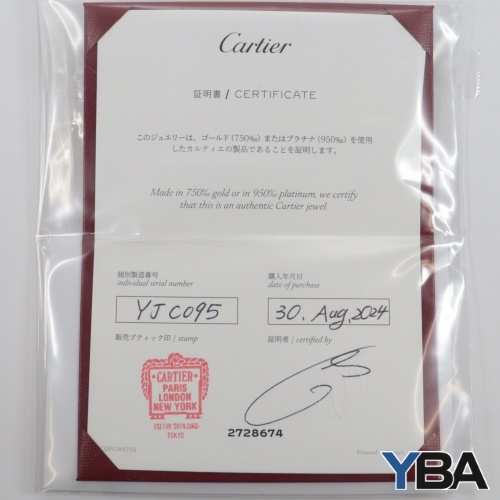 Cartier
証明書 / CERTIFICATE
このジュエリーは、ゴールド（750‰）またはプラチナ（950‰）を使用
したカルティエの製品であることを証明します。
Made in 750‰ gold or in 950‰ platinum, we certify
that this is an authentic Cartier jewel.
個別製造番号
individual serial number
購入年月日
date of purchase
YJC095
30. Aug. 2024
販売ブティック印 / stamp
証明者 / certified by
CARTIER
PARIS
LONDON
NEW YORK
ISETAN SHINJUKU
TOKYO
2728674
Printed
YBA